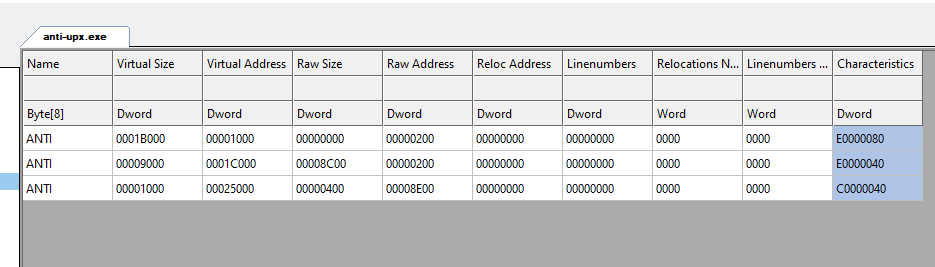 anti-upx.exe
Name Virtual Size Virtual Address Raw Size Raw Address Reloc Address Linenumbers Relocations N... Linenumbers ... Characteristics
Byte[8] Dword Dword Dword Dword Dword Dword Word Word Dword
ANTI 0001B000 00001000 00000000 00000200 00000000 00000000 0000 0000 E0000080
ANTI 00009000 0001C000 00008C00 00000200 00000000 00000000 0000 0000 E0000040
ANTI 00001000 00025000 00000400 00008E00 00000000 00000000 0000 0000 C0000040